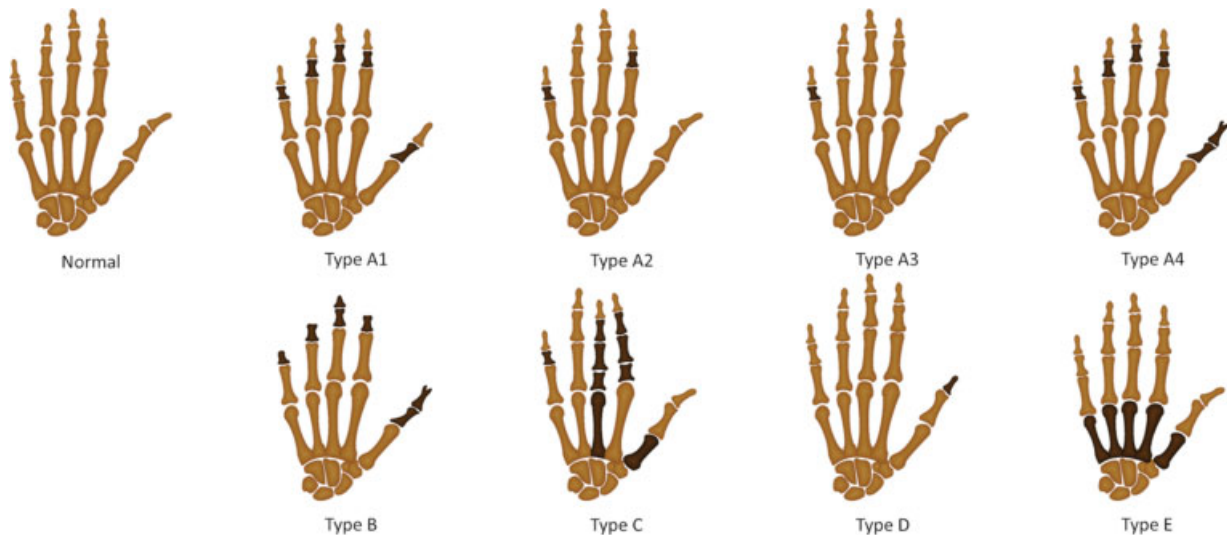 Normal
Type A1
Type A2
Type A3
Type A4
Type B
Type C
Type D
Type E